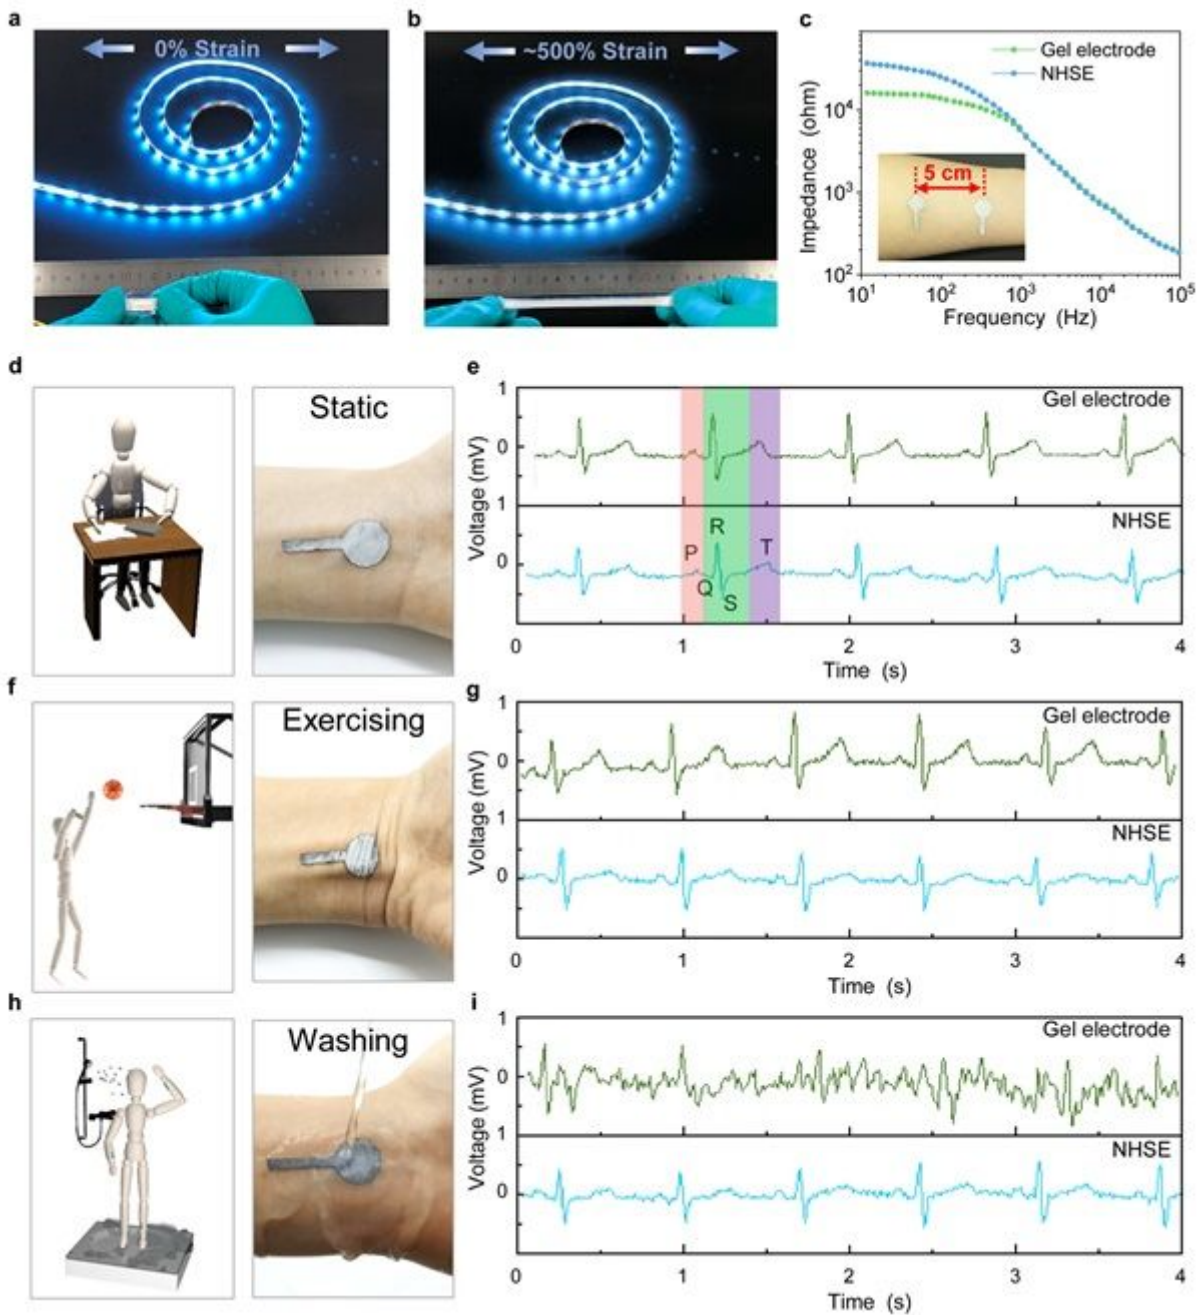 a
0% Strain
b
~500% Strain
c
Gel electrode
NHSE
Impedance (ohm)
10⁴
10³
10²
5 cm
10¹
10²
10³
10⁴
10⁵
Frequency (Hz)
d
Static
e
Gel electrode
NHSE
Voltage (mV)
1
0
1
0
P
Q
R
S
T
0
1
2
3
4
Time (s)
f
Exercising
g
Gel electrode
NHSE
Voltage (mV)
1
0
1
0
0
1
2
3
4
Time (s)
h
Washing
i
Gel electrode
NHSE
Voltage (mV)
1
0
1
0
0
1
2
3
4
Time (s)